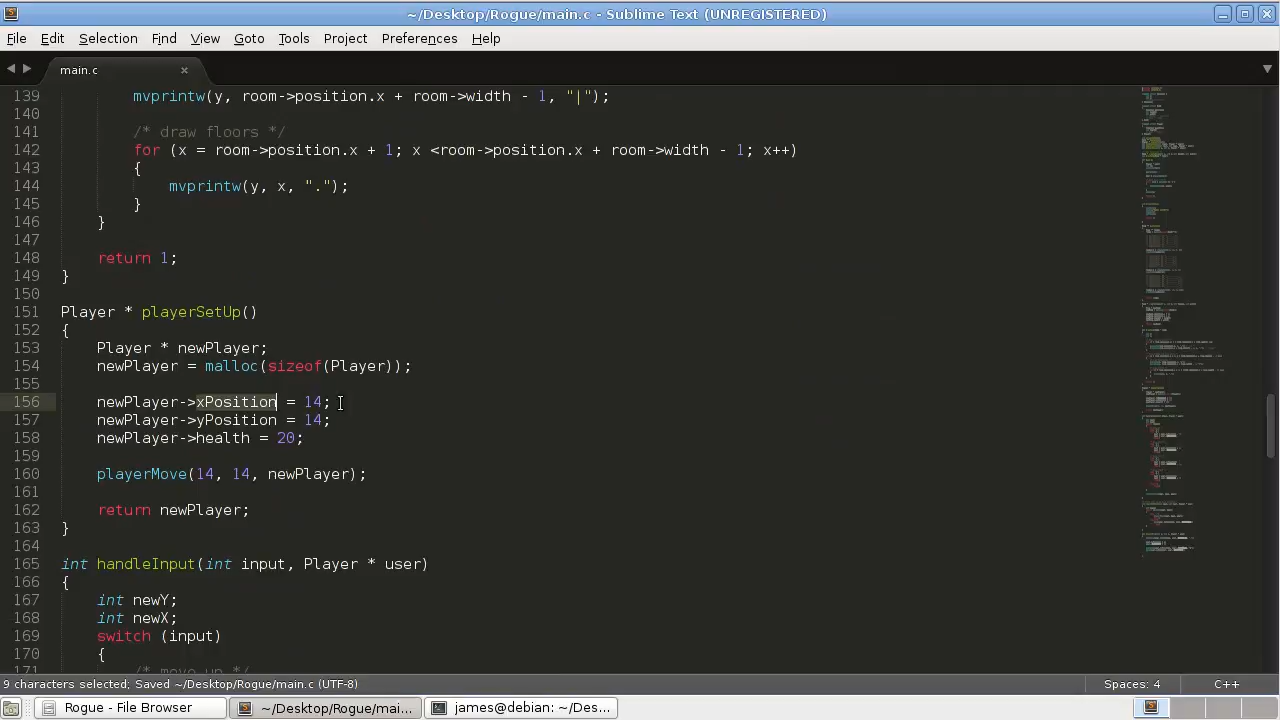 ~/Desktop/Rogue/main.c - Sublime Text (UNREGISTERED)
File Edit Selection Find View Goto Tools Project Preferences Help
main.c ×
139 mvprintw(y, room->position.x + room->width - 1, "|");
140
141 /* draw floors */
142 for (x = room->position.x + 1; x < room->position.x + room->width - 1; x++)
143 {
144 mvprintw(y, x, ".");
145 }
146 }
147
148 return 1;
149 }
150
151 Player * playerSetUp()
152 {
153 Player * newPlayer;
154 newPlayer = malloc(sizeof(Player));
155
156 newPlayer->xPosition = 14;
157 newPlayer->yPosition = 14;
158 newPlayer->health = 20;
159
160 playerMove(14, 14, newPlayer);
161
162 return newPlayer;
163 }
164
165 int handleInput(int input, Player * user)
166 {
167 int newY;
168 int newX;
169 switch (input)
170 {
171 /* move up */
9 characters selected; Saved ~/Desktop/Rogue/main.c (UTF-8) Spaces: 4 C++
Rogue - File Browser ~/Desktop/Rogue/mai... james@debian: ~/Des...